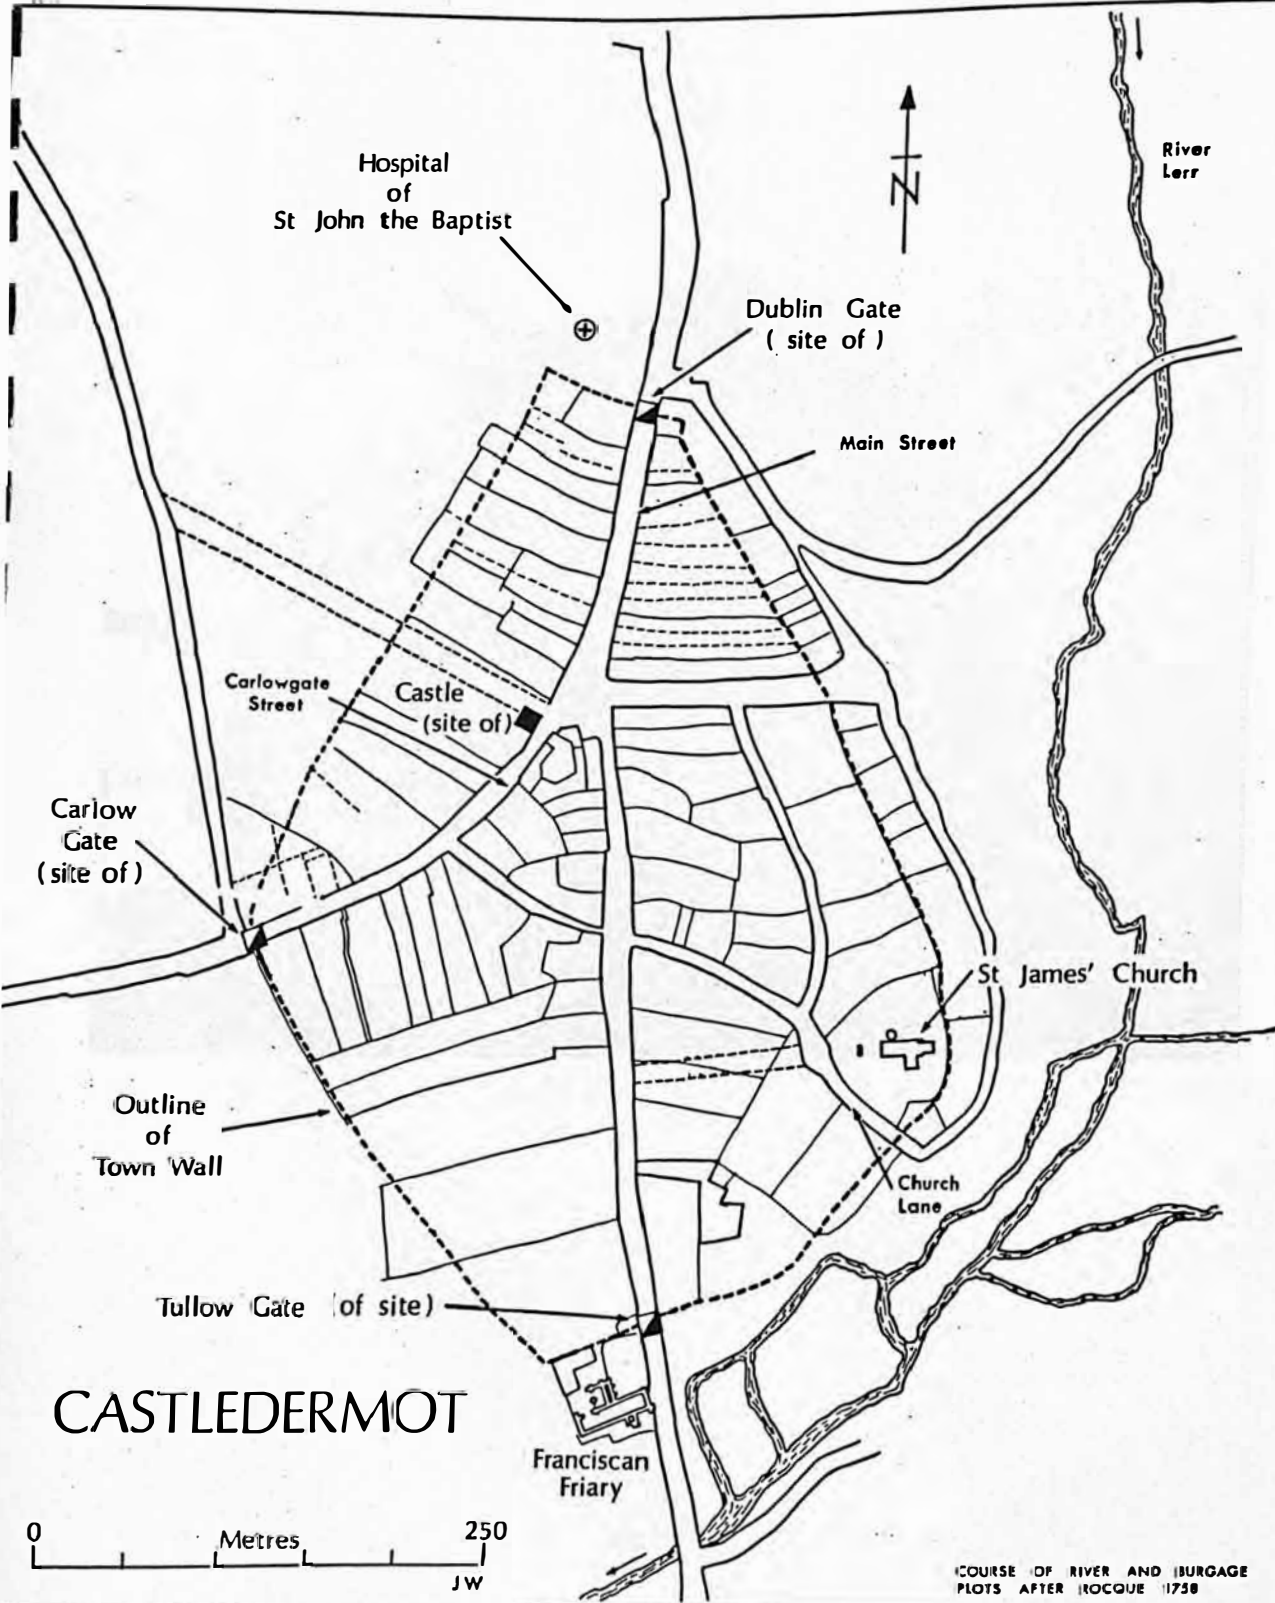 Hospital
of
St John the Baptist
River
Lerr
N
Dublin Gate
( site of )
Main Street
Carlowgate
Street
Castle
(site of)
Carlow
Gate
(site of)
St James' Church
Outline
of
Town Wall
Church
Lane
Tullow Gate (of site)
CASTLEDERMOT
Franciscan
Friary
0 Metres 250
JW
COURSE OF RIVER AND BURGAGE
PLOTS AFTER ROCQUE 1758